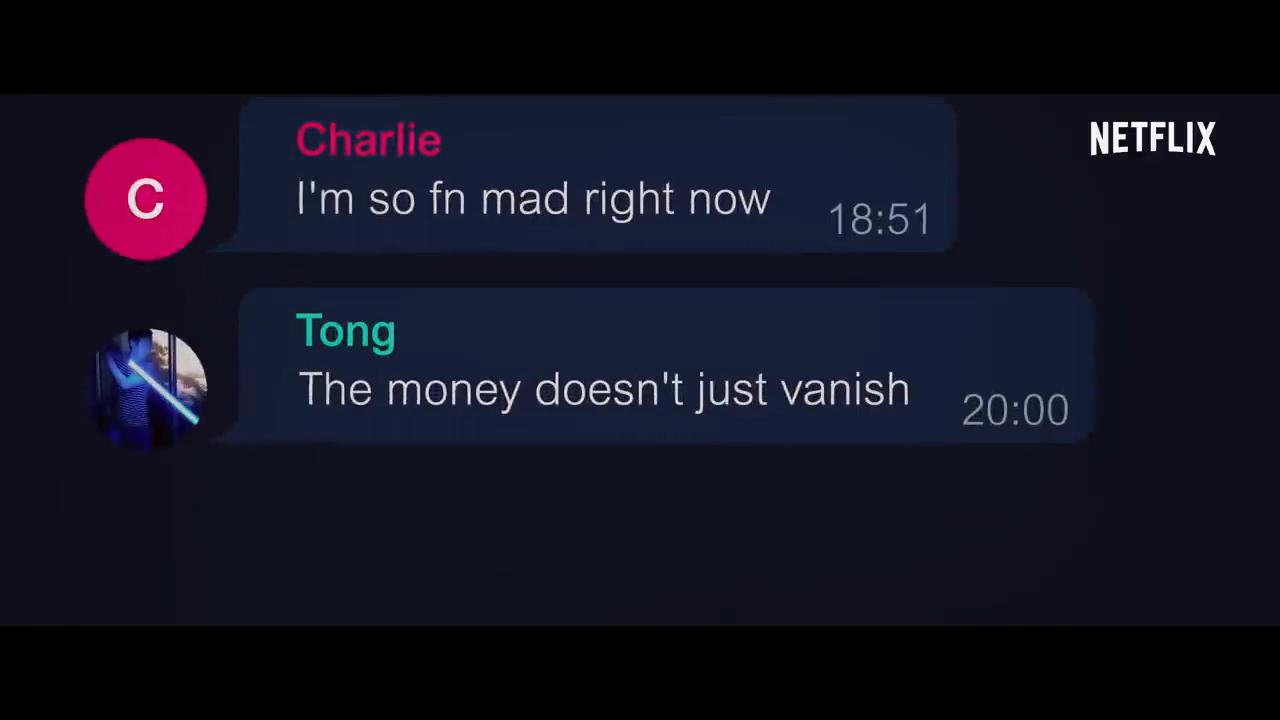 NETFLIX
C
Charlie
I'm so fn mad right now
18:51
Tong
The money doesn't just vanish
20:00